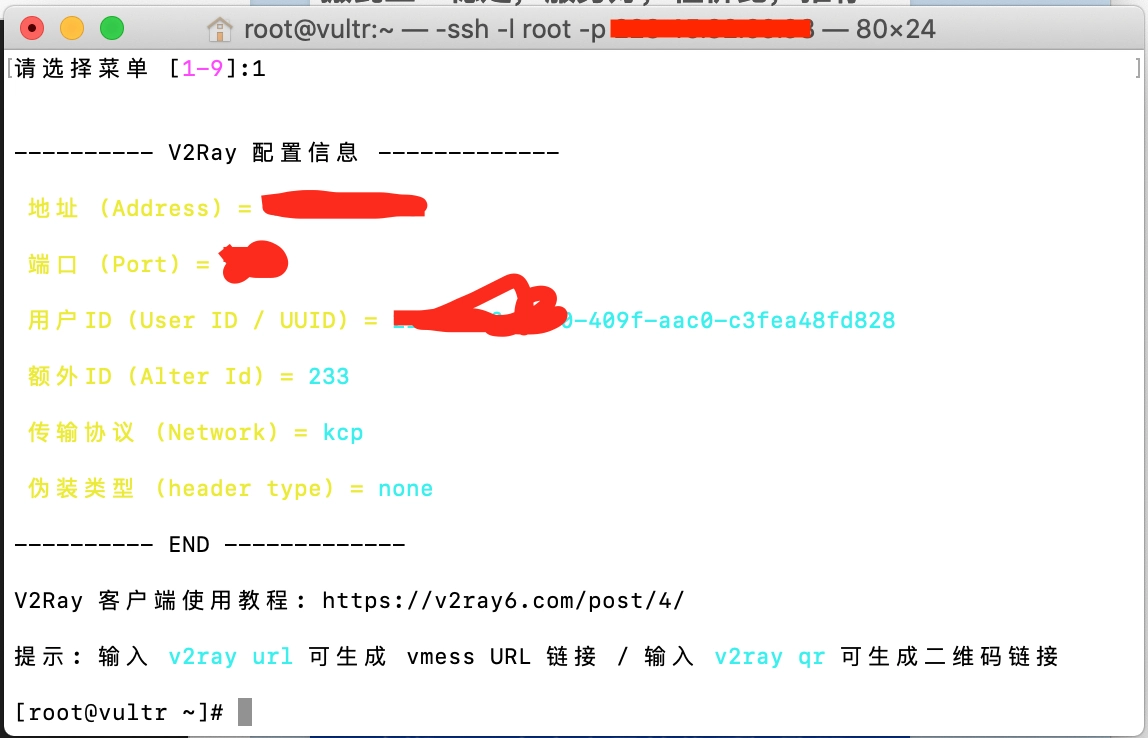 root@vultr:~ — -ssh -l root -p — 80×24
[请选择菜单 [1-9]:1 ]
---------- V2Ray 配置信息 -------------
地址 (Address) =
端口 (Port) =
用户ID (User ID / UUID) = 0-409f-aac0-c3fea48fd828
额外ID (Alter Id) = 233
传输协议 (Network) = kcp
伪装类型 (header type) = none
---------- END -------------
V2Ray 客户端使用教程: https://v2ray6.com/post/4/
提示: 输入 v2ray url 可生成 vmess URL 链接 / 输入 v2ray qr 可生成二维码链接
[root@vultr ~]#